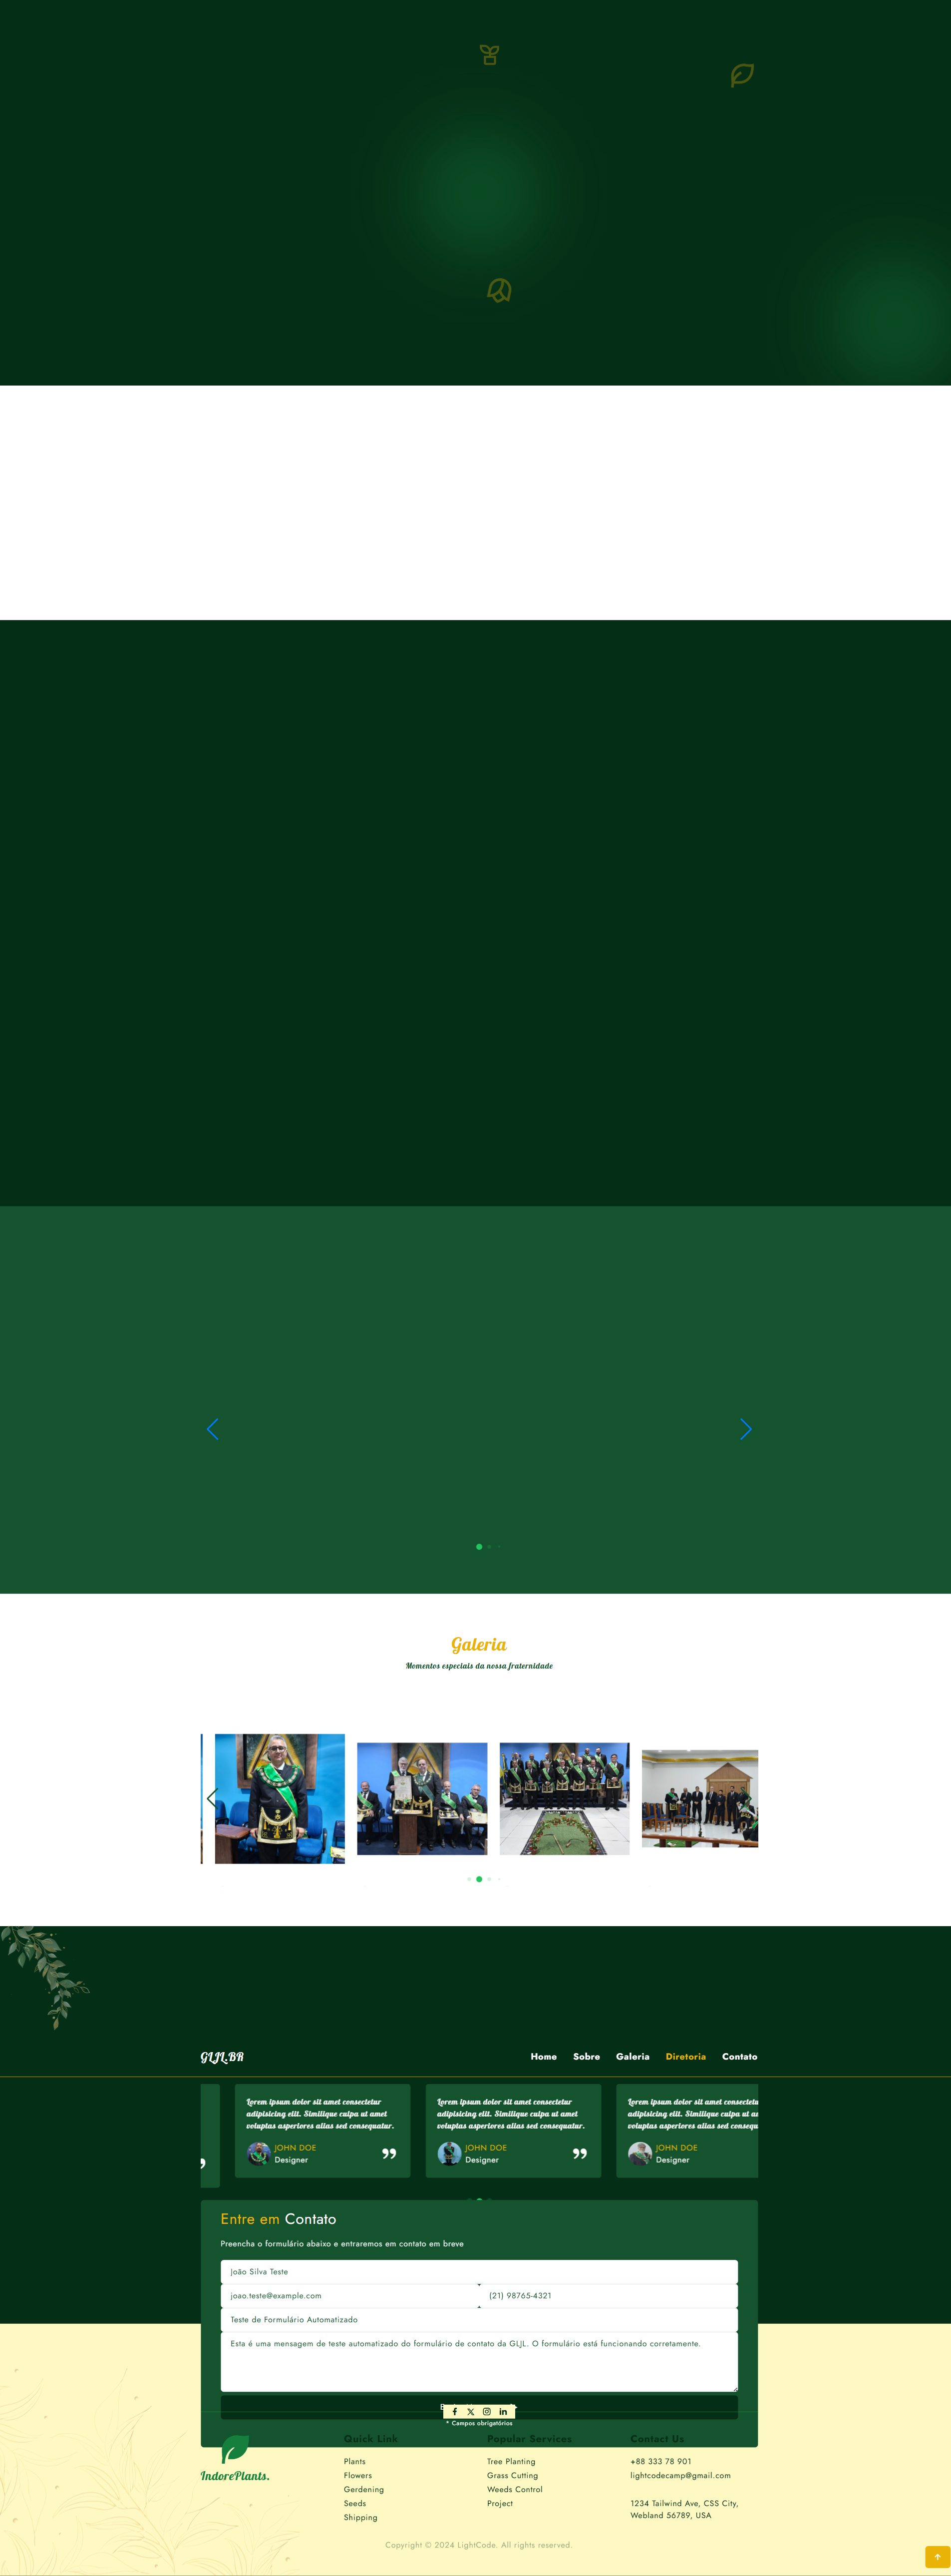 Galeria
Momentos especiais da nossa fraternidade
GLJL.BR
Home Sobre Galeria Diretoria Contato
Lorem ipsum dolor sit amet consectetur
adipisicing elit. Similique culpa ut amet
voluptas asperiores alias sed consequatur.
JOHN DOE
Designer
Lorem ipsum dolor sit amet consectetur
adipisicing elit. Similique culpa ut amet
voluptas asperiores alias sed consequatur.
JOHN DOE
Designer
Lorem ipsum dolor sit amet
adipisicing elit. Similique culpa ut
voluptas asperiores alias sed
JOHN DOE
Designer
Entre em Contato
Preencha o formulário abaixo e entraremos em contato em breve
João Silva Teste
joao.teste@example.com
(21) 98765-4321
Teste de Formulário Automatizado
Esta é uma mensagem de teste automatizado do formulário de contato da GLJL. O formulário está funcionando corretamente.
* Campos obrigatórios
IndorePlants.
Quick Link
Plants
Flowers
Gerdening
Seeds
Shipping
Popular Services
Tree Planting
Grass Cutting
Weeds Control
Project
Contact Us
+88 333 78 901
lightcodecamp@gmail.com
1234 Tailwind Ave, CSS City,
Webland 56789, USA
Copyright © 2024 LightCode. All rights reserved.